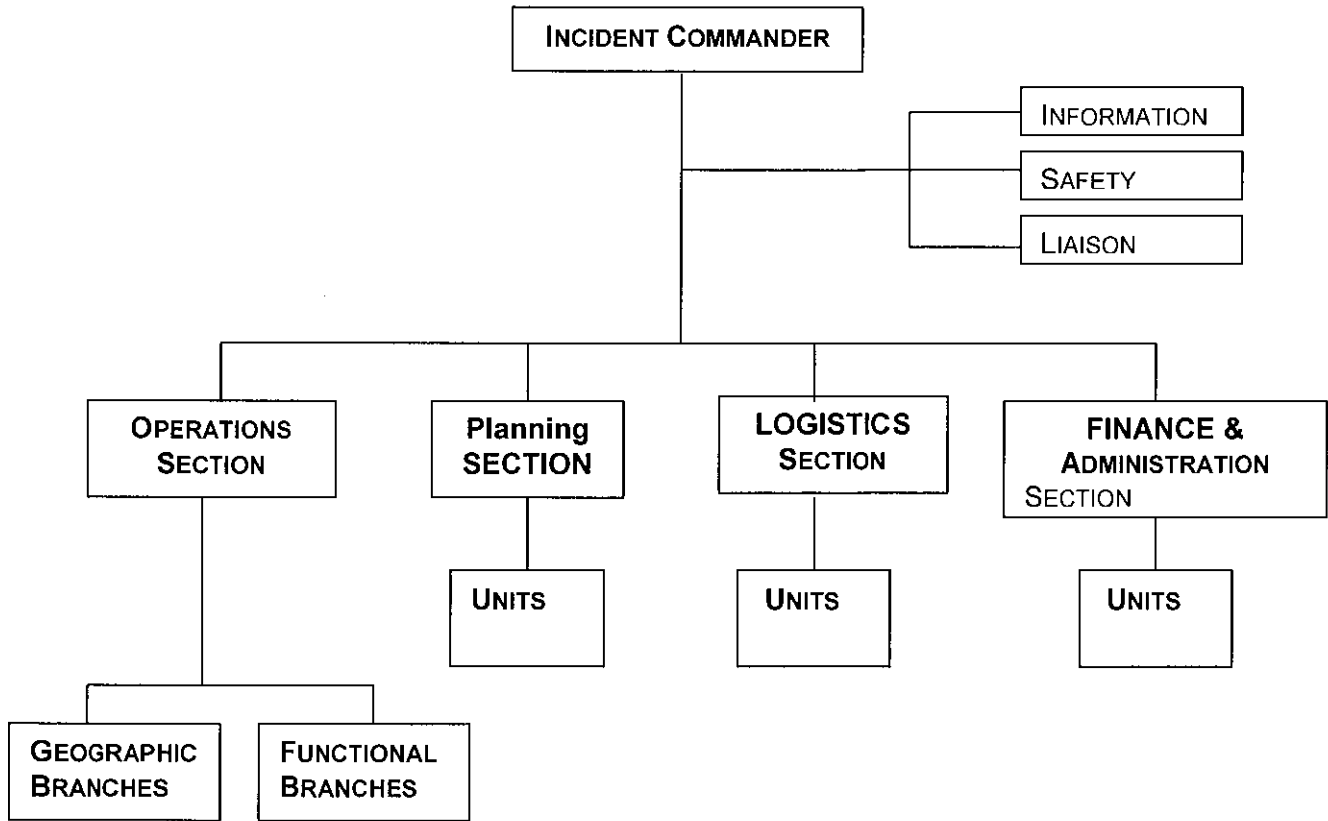 INCIDENT COMMANDER
INFORMATION
SAFETY
LIAISON
OPERATIONS
SECTION
Planning
SECTION
LOGISTICS
SECTION
FINANCE &
ADMINISTRATION
SECTION
UNITS
UNITS
UNITS
GEOGRAPHIC
BRANCHES
FUNCTIONAL
BRANCHES